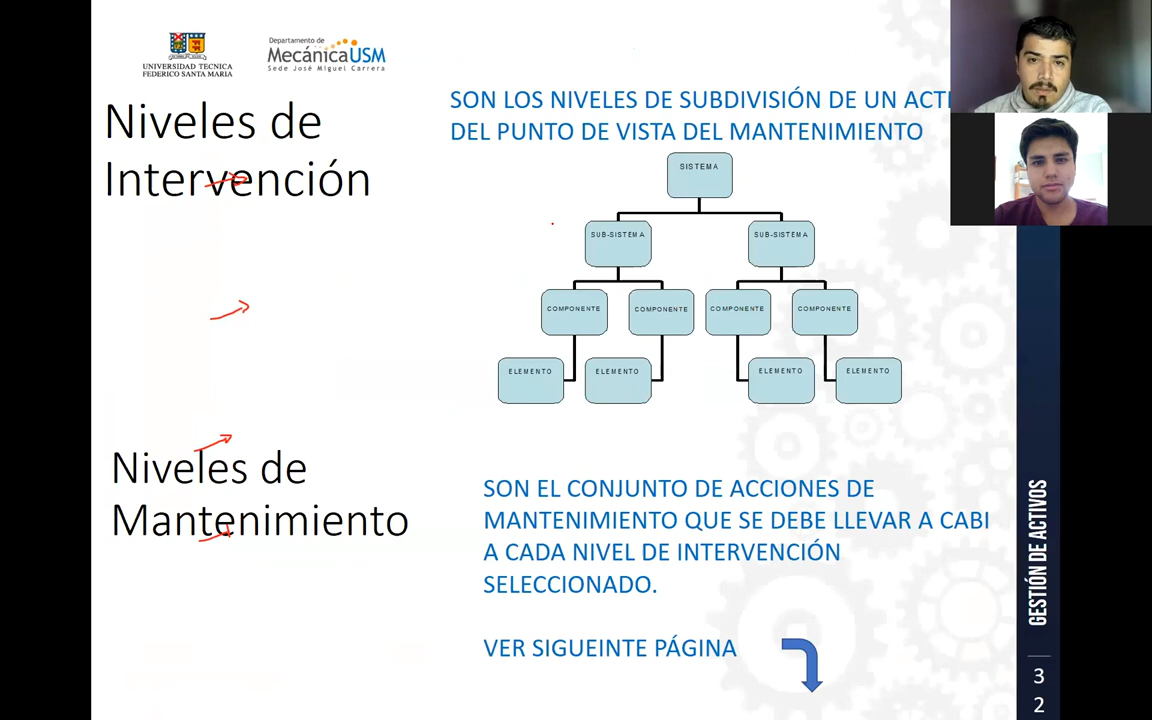 UNIVERSIDAD TECNICA
FEDERICO SANTA MARIA
Departamento de
MecánicaUSM
Sede José Miguel Carrera
Niveles de
Intervención
SON LOS NIVELES DE SUBDIVISIÓN DE UN ACTI
DEL PUNTO DE VISTA DEL MANTENIMIENTO
SISTEMA
SUB-SISTEMA
SUB-SISTEMA
COMPONENTE
COMPONENTE
COMPONENTE
COMPONENTE
ELEMENTO
ELEMENTO
ELEMENTO
ELEMENTO
Niveles de
Mantenimiento
SON EL CONJUNTO DE ACCIONES DE
MANTENIMIENTO QUE SE DEBE LLEVAR A CABI
A CADA NIVEL DE INTERVENCIÓN
SELECCIONADO.
VER SIGUEINTE PÁGINA
GESTIÓN DE ACTIVOS
3
2